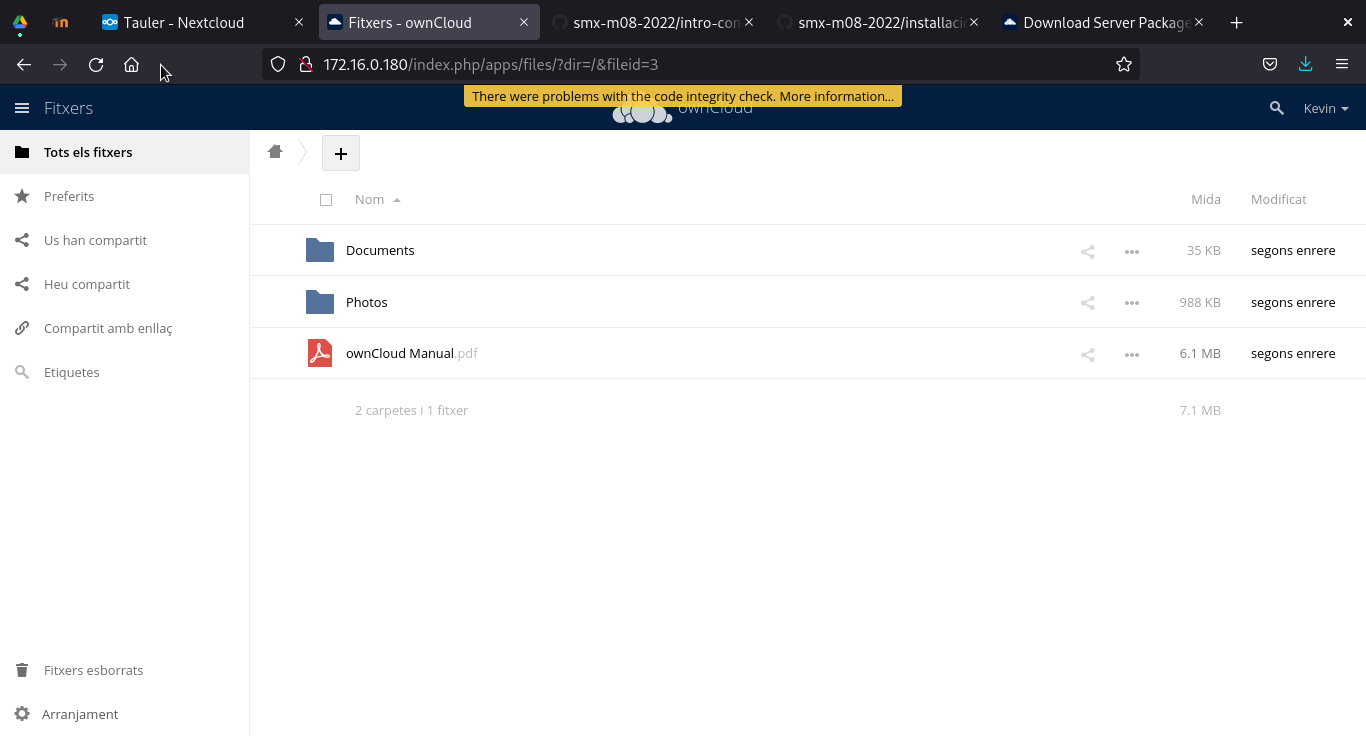 Tauler - Nextcloud
Fitxers - ownCloud
smx-m08-2022/intro-con
smx-m08-2022/installaci
Download Server Package
172.16.0.180/index.php/apps/files/?dir=/&fileid=3
There were problems with the code integrity check. More information...
Fitxers
ownCloud
Kevin
Tots els fitxers
Preferits
Us han compartit
Heu compartit
Compartit amb enllaç
Etiquetes
Nom Mida Modificat
Documents 35 KB segons enrere
Photos 988 KB segons enrere
ownCloud Manual.pdf 6.1 MB segons enrere
2 carpetes i 1 fitxer 7.1 MB
Fitxers esborrats
Arranjament